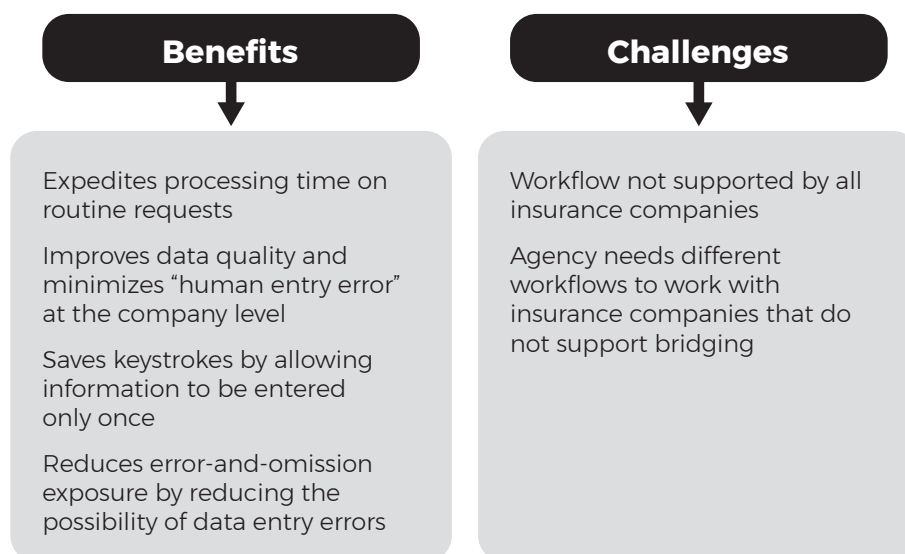 Benefits
Expedites processing time on
routine requests
Improves data quality and
minimizes “human entry error”
at the company level
Saves keystrokes by allowing
information to be entered
only once
Reduces error-and-omission
exposure by reducing the
possibility of data entry errors
Challenges
Workflow not supported by all
insurance companies
Agency needs different
workflows to work with
insurance companies that do
not support bridging